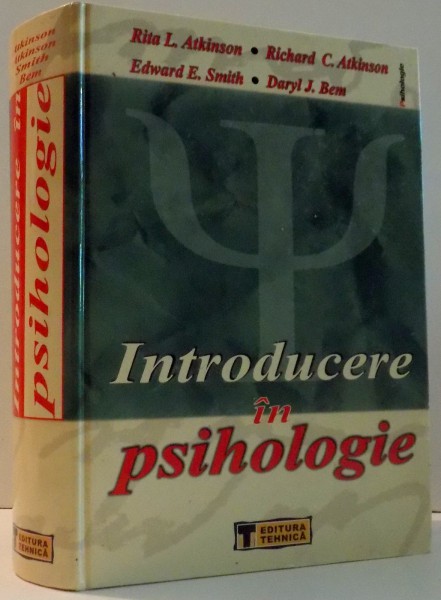 Rita L. Atkinson • Richard C. Atkinson
Edward E. Smith • Daryl J. Bem
psihologie
Ψ
Introducere
în
psihologie
T EDITURA
TEHNICĂ
Atkinson
Atkinson
Smith
Bem
Introducere în
psihologie
T EDITURA
TEHNICĂ